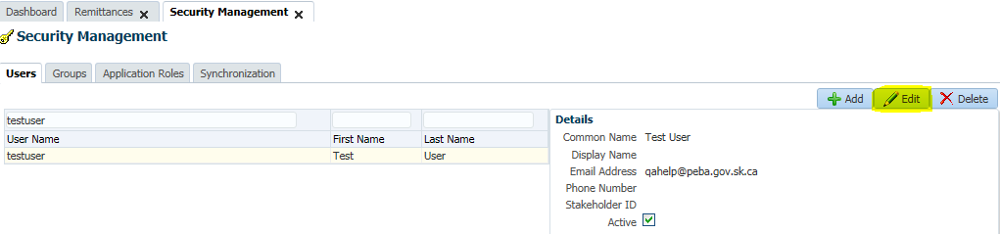 Dashboard Remittances Security Management
Security Management
Users Groups Application Roles Synchronization
Add Edit Delete
testuser
User Name First Name Last Name
testuser Test User
Details
Common Name Test User
Display Name
Email Address qahelp@peba.gov.sk.ca
Phone Number
Stakeholder ID
Active